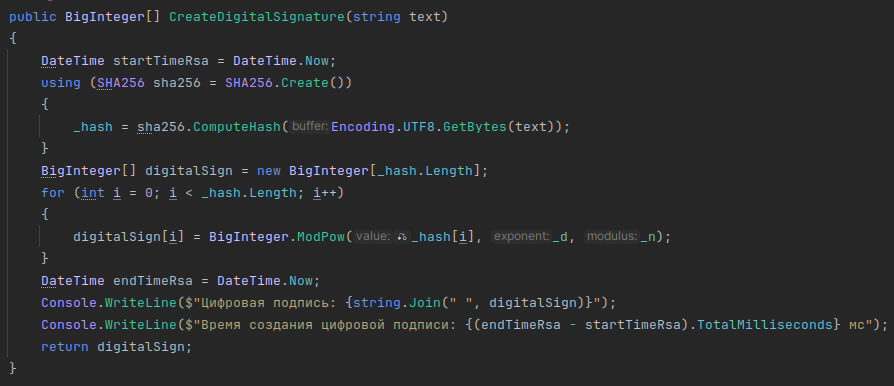 public BigInteger[] CreateDigitalSignature(string text)
{
DateTime startTimeRsa = DateTime.Now;
using (SHA256 sha256 = SHA256.Create())
{
_hash = sha256.ComputeHash(buffer:Encoding.UTF8.GetBytes(text));
}
BigInteger[] digitalSign = new BigInteger[_hash.Length];
for (int i = 0; i < _hash.Length; i++)
{
digitalSign[i] = BigInteger.ModPow(value: _hash[i], exponent:_d, modulus:_n);
}
DateTime endTimeRsa = DateTime.Now;
Console.WriteLine($"Цифровая подпись: {string.Join(" ", digitalSign)}");
Console.WriteLine($"Время создания цифровой подписи: {(endTimeRsa - startTimeRsa).TotalMilliseconds} мс");
return digitalSign;
}